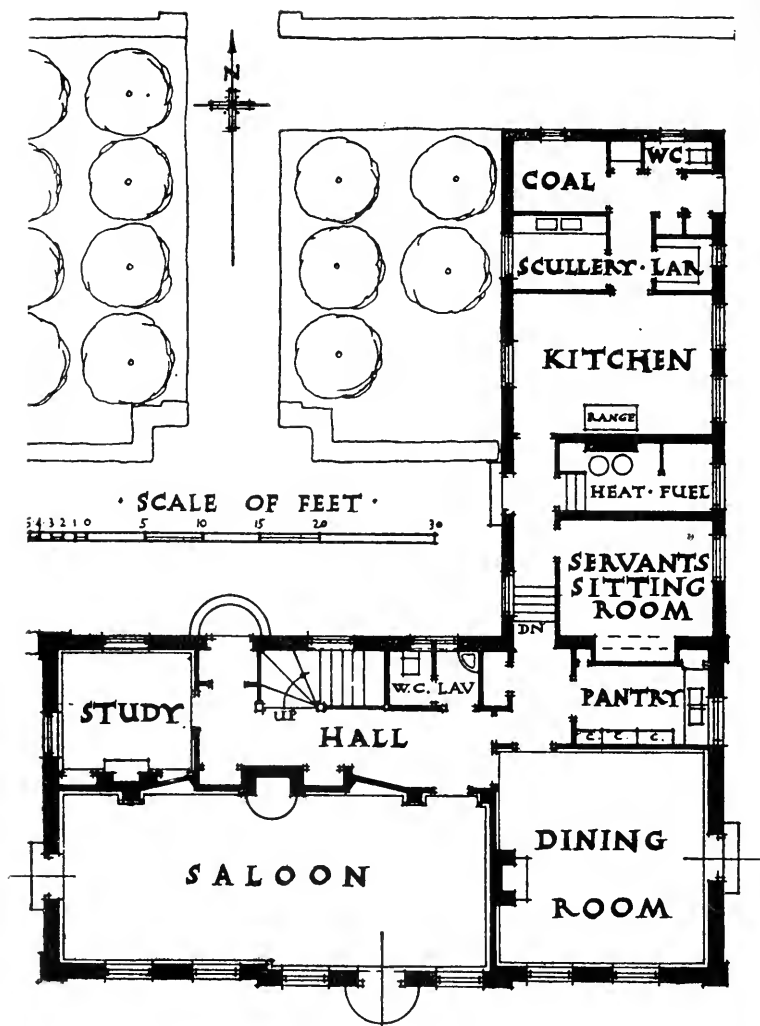 N
COAL
WC
SCULLERY · LAR
KITCHEN
RANGE
HEAT · FUEL
· SCALE OF FEET ·
5 4 3 2 1 0 5 10 15 20 30
SERVANTS
SITTING
ROOM
DN
W.C. LAV
PANTRY
STUDY
UP
HALL
C. C. C.
DINING
ROOM
SALOON